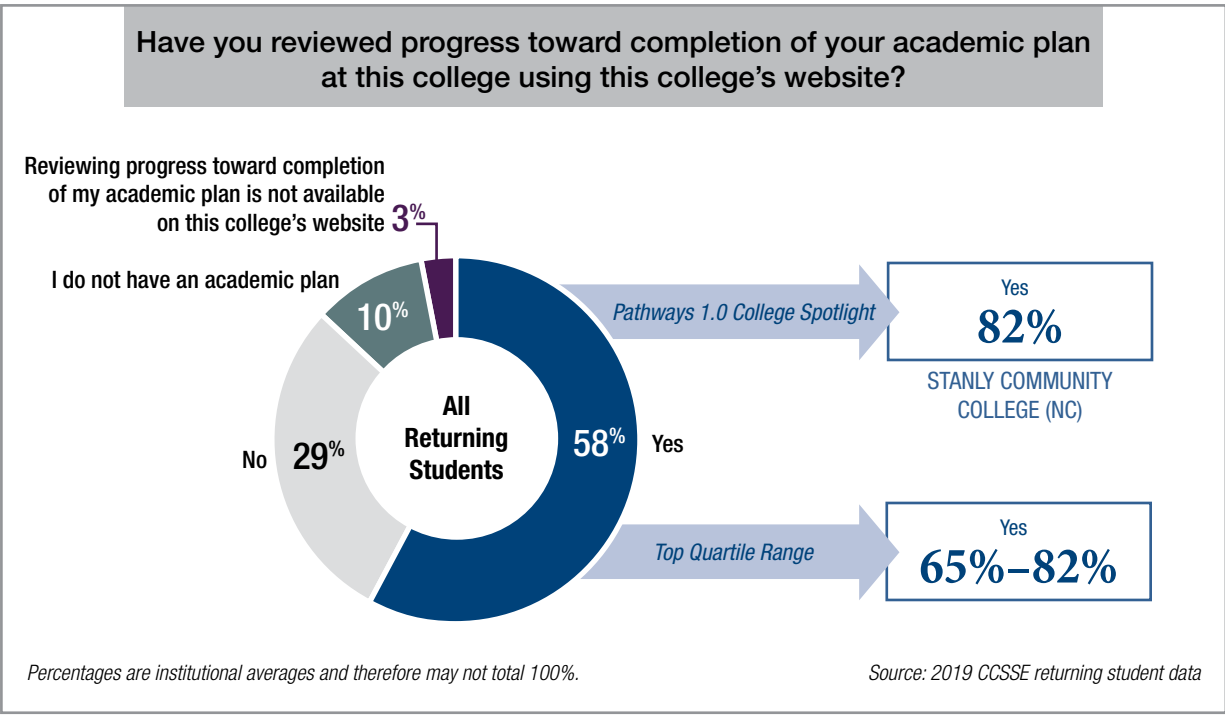 Have you reviewed progress toward completion of your academic plan
at this college using this college's website?
Reviewing progress toward completion
of my academic plan is not available
on this college's website 3%
I do not have an academic plan
10%
Pathways 1.0 College Spotlight
Yes
82%
STANLY COMMUNITY
COLLEGE (NC)
All
Returning
Students
No 29%
58% Yes
Top Quartile Range
Yes
65%–82%
Percentages are institutional averages and therefore may not total 100%.
Source: 2019 CCSSE returning student data